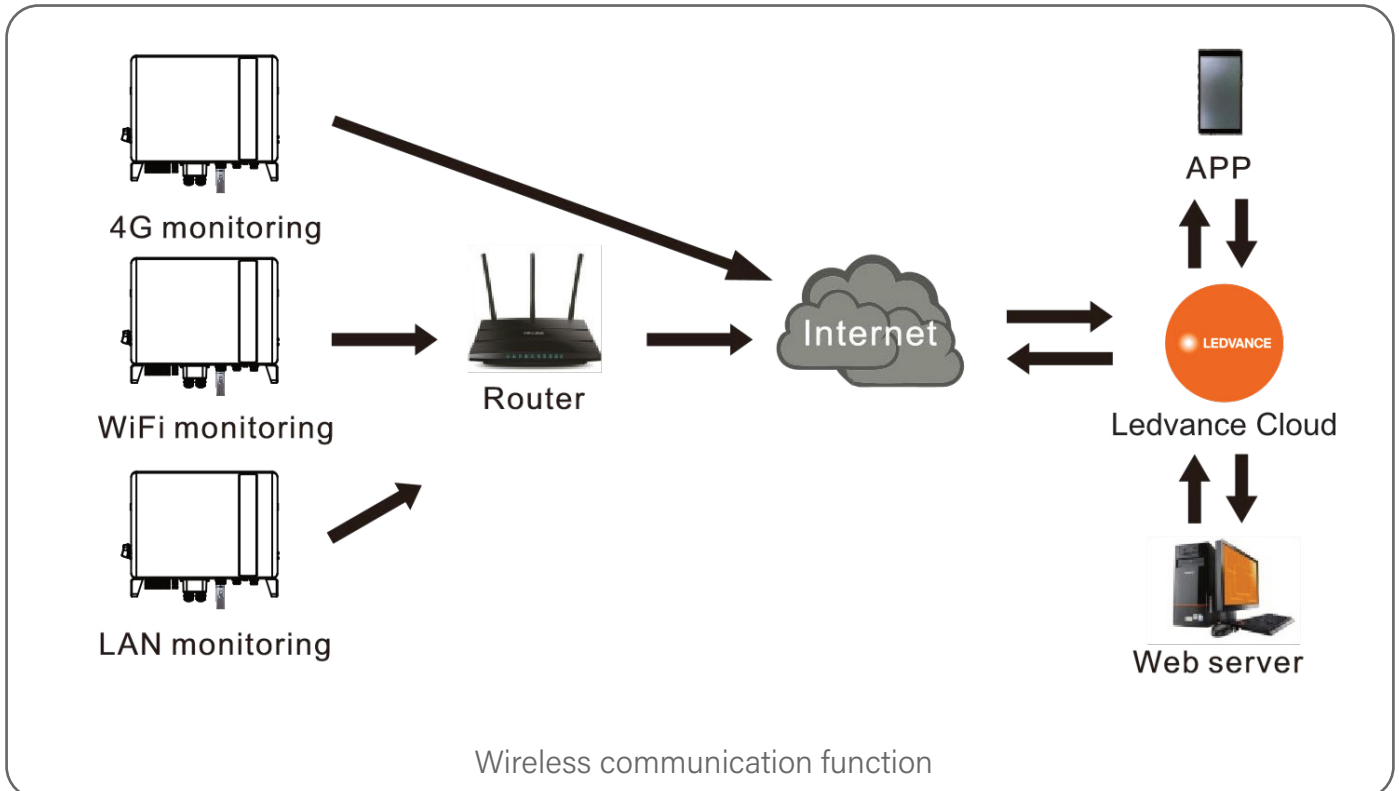 4G monitoring
WiFi monitoring
LAN monitoring
Router
Internet
APP
LEDVANCE
Ledvance Cloud
Web server
Wireless communication function